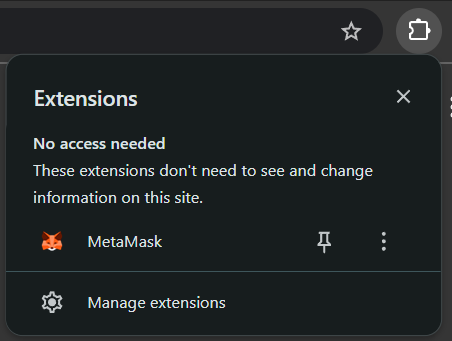 Extensions
No access needed
These extensions don't need to see and change
information on this site.
MetaMask
Manage extensions